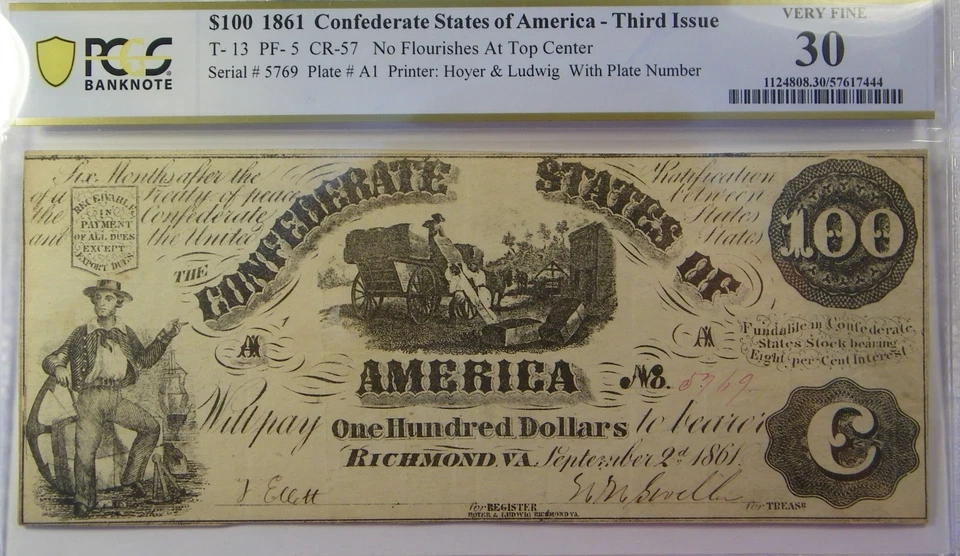 $100 1861 Confederate States of America - Third Issue
T- 13 PF- 5 CR-57 No Flourishes At Top Center
Serial # 5769 Plate # A1 Printer: Hoyer & Ludwig With Plate Number
PCGS
BANKNOTE
VERY FINE
30
1124808.30/57617444
Six Months after the Ratification
of a Treaty of peace between
the Confederate States
and the United States
RECEIVABLE
IN
PAYMENT
OF ALL DUES
EXCEPT
EXPORT DUES
THE CONFEDERATE STATES OF
AMERICA
100
A1 A1
No. 5769
Fundable in Confederate
States Stock bearing
Eight per-Cent Interest
Will pay One Hundred Dollars to bearer
C
RICHMOND, VA. September 2d 1861.
J Ellett
For REGISTER
For TREASR
HOYER & LUDWIG RICHMOND VA